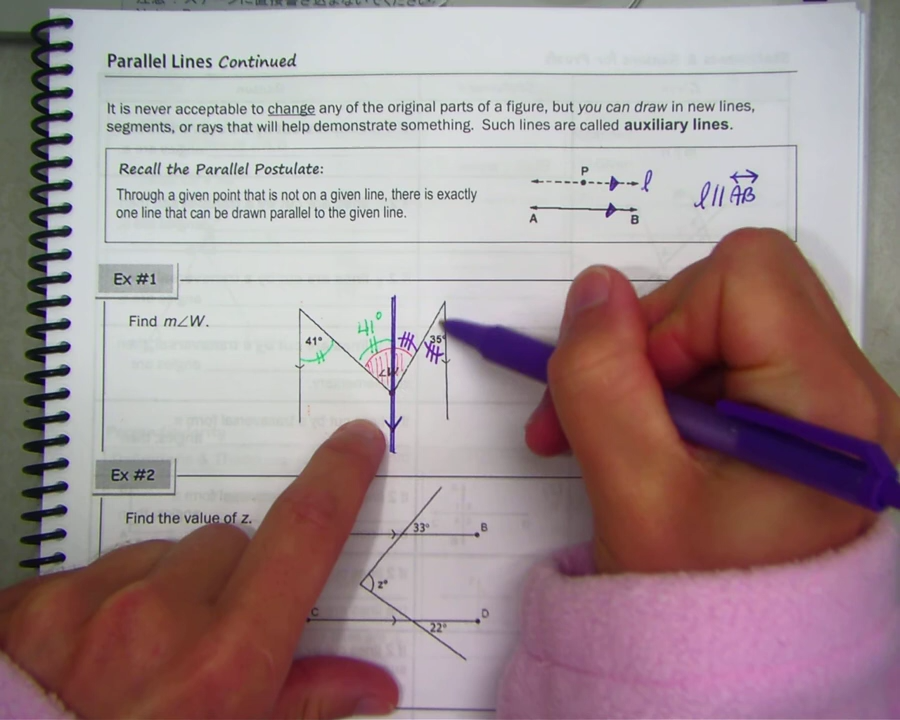 Parallel Lines Continued
It is never acceptable to change any of the original parts of a figure, but you can draw in new lines,
segments, or rays that will help demonstrate something. Such lines are called auxiliary lines.
Recall the Parallel Postulate:
Through a given point that is not on a given line, there is exactly
one line that can be drawn parallel to the given line.
P
ℓ
A
B
ℓ || AB
Ex #1
Find m∠W.
41°
41°
35°
Ex #2
Find the value of z.
33°
B
z°
C
D
22°